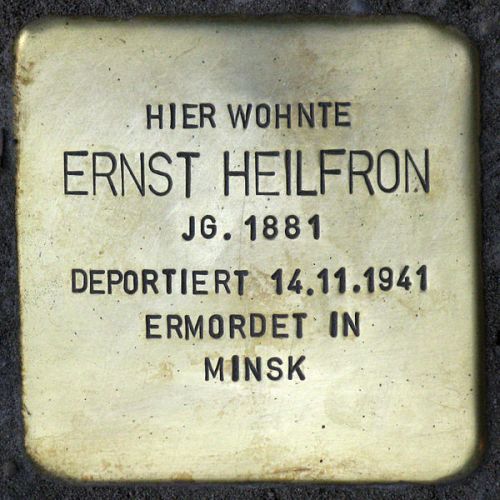 HIER WOHNTE
ERNST HEILFRON
JG. 1881
DEPORTIERT 14.11.1941
ERMORDET IN
MINSK